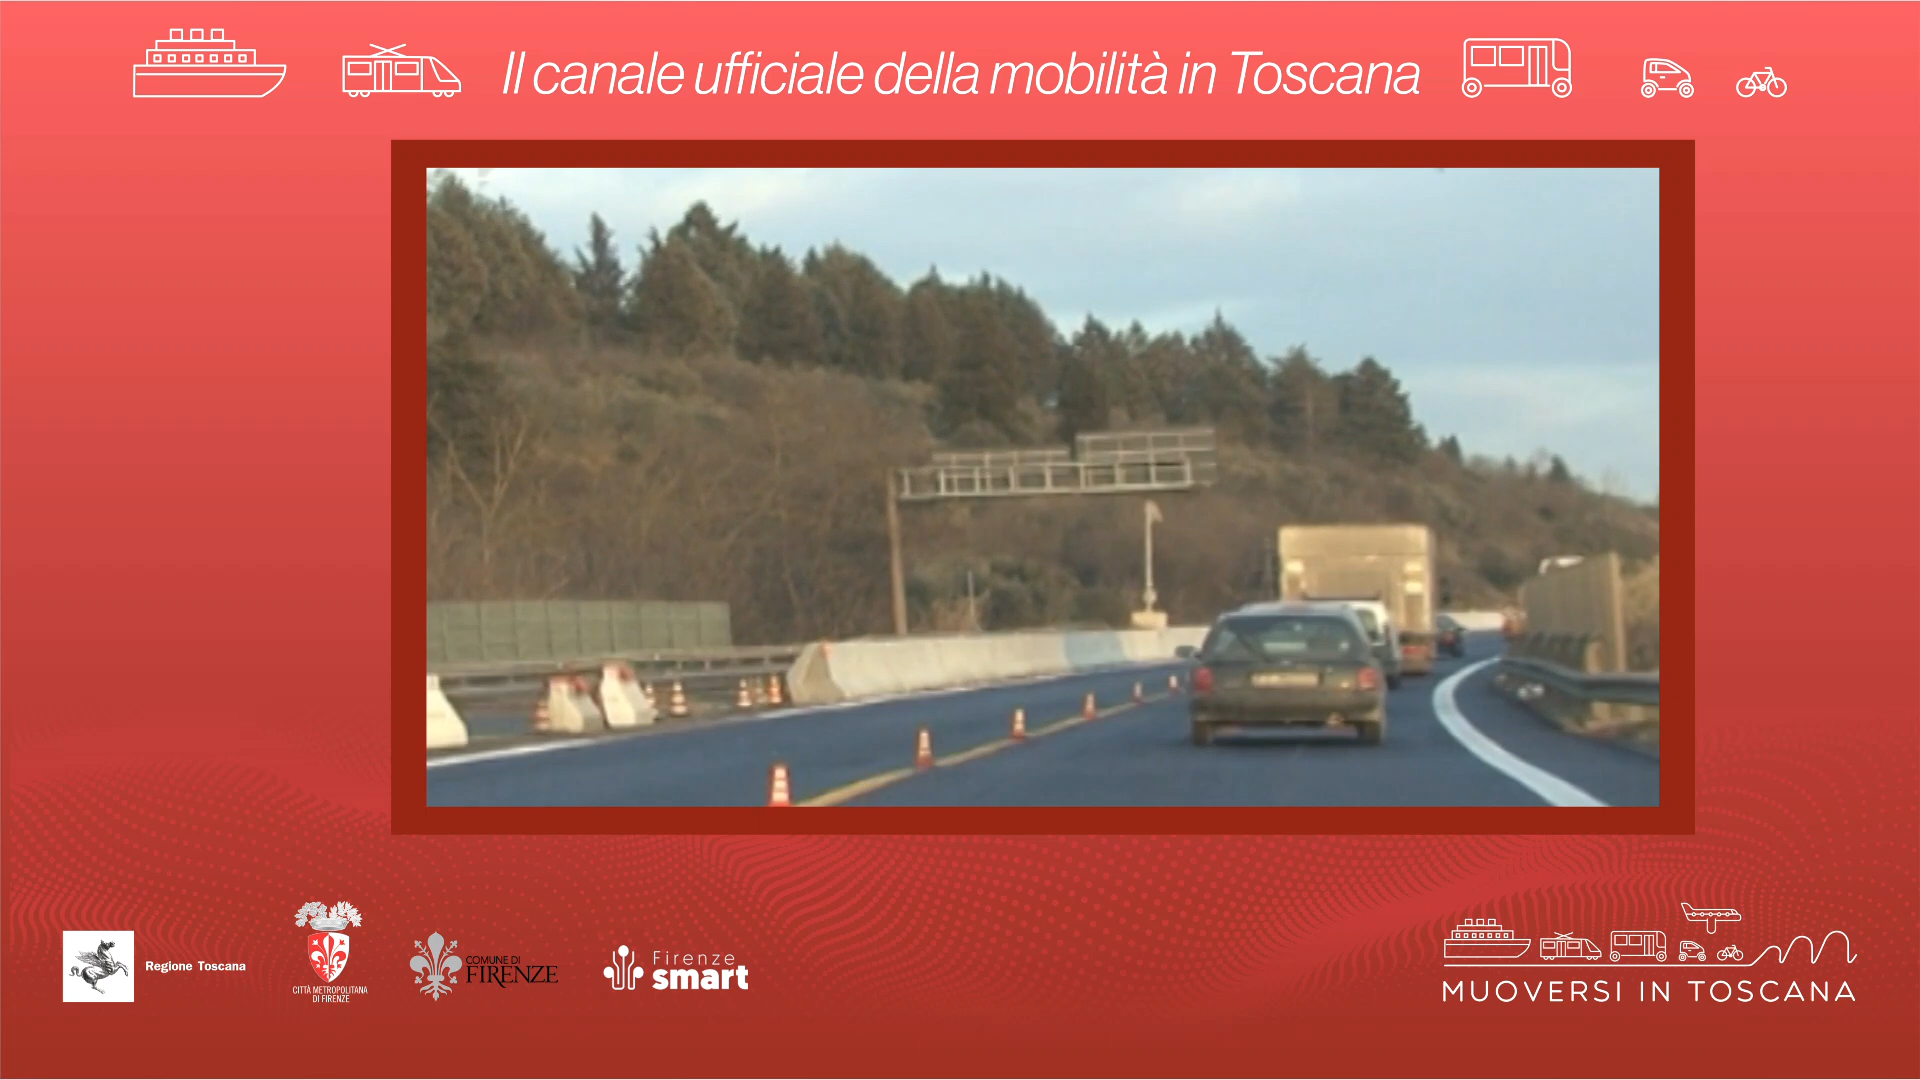 Il canale ufficiale della mobilità in Toscana
Regione Toscana
CITTÀ METROPOLITANA
DI FIRENZE
COMUNE DI
FIRENZE
Firenze
smart
MUOVERSI IN TOSCANA